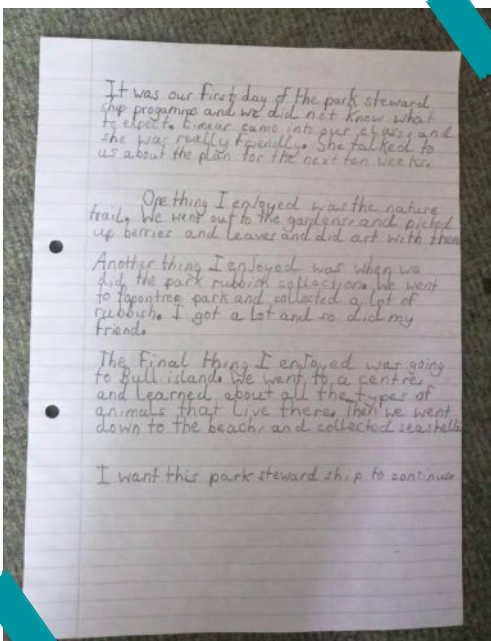 It was our first day of the park steward
ship progamme and we did not know what
to expect. Eimear came into our class, and
she was really friendly. She talked to
us about the plan for the next ten weeks.
One thing I enjoyed was the nature
trail. We went out to the gardens and picked
up berries and leaves and did art with them
Another thing I enjoyed was when we
did the park rubbish collection. We went
to park and collected a lot of
rubbish. I got a lot and so did my
friend.
The Final thing I enjoyed was going
to Bull island. We went to a centre,
and learned about all the types of
animals that live there. Then we went
down to the beach, and collected seashells
I want this park steward ship to continue